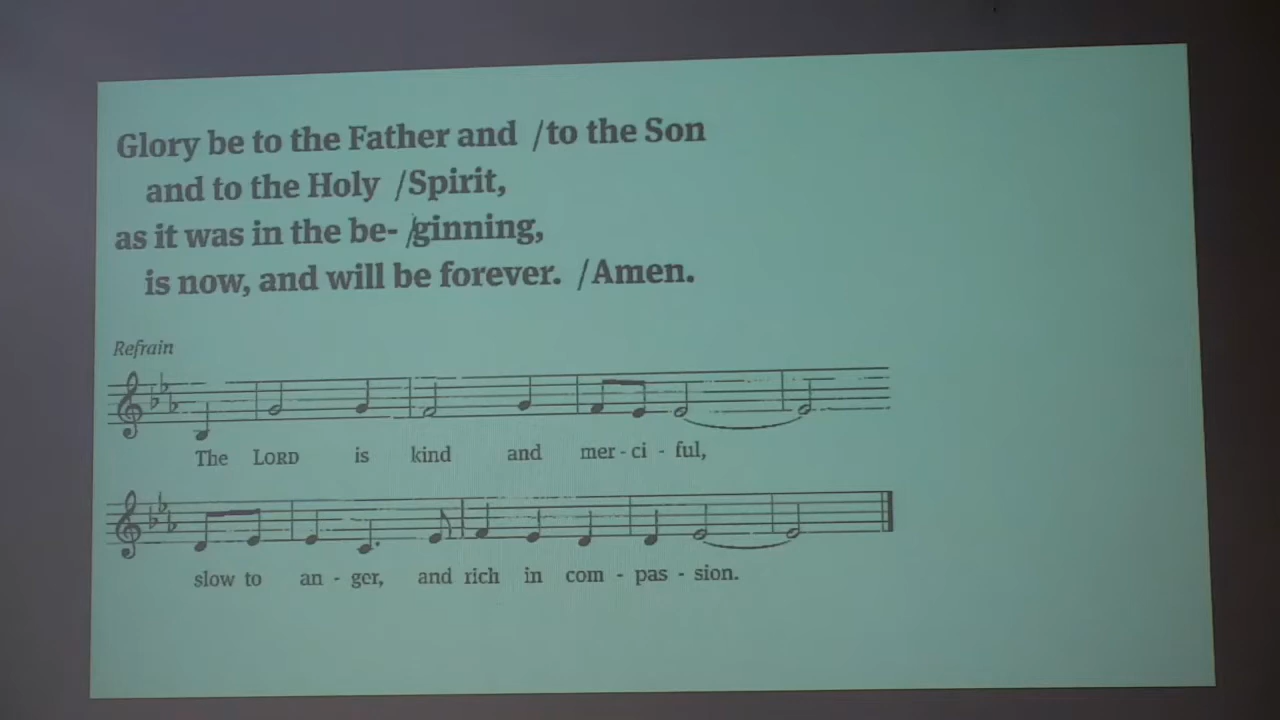 Glory be to the Father and /to the Son
and to the Holy /Spirit,
as it was in the be- /ginning,
is now, and will be forever. /Amen.
Refrain
The LORD is kind and mer - ci - ful,
slow to an - ger, and rich in com - pas - sion.